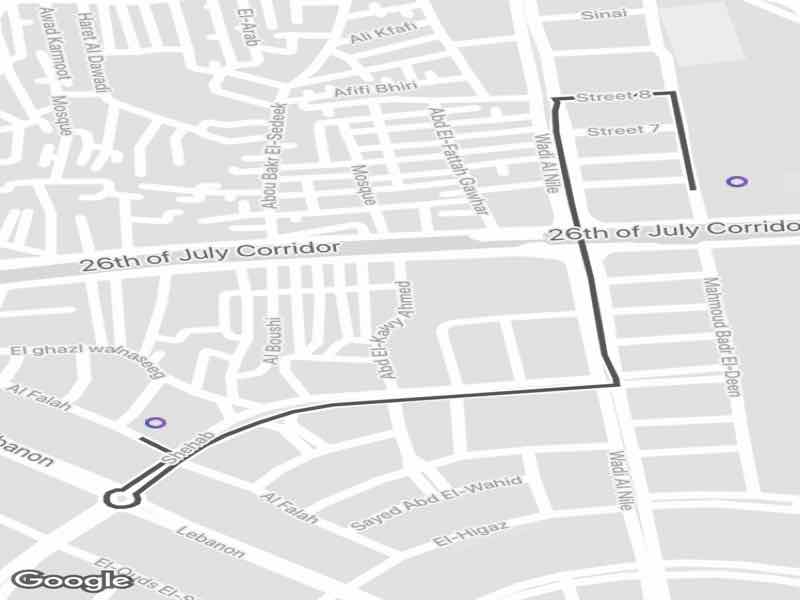 Sinai
El-Arab
Awad Karmoot
Haret Al Dawadi
Ali Kfafi
Afifi Bhiri
Street 8
Street 7
Mosque
Abou Bakr El-Sedeek
Abd El-Fattah Gawhar
Wadi Al Nile
Mosque
26th of July Corridor
26th of July Corrido
Mahmoud Badr El-Deen
Abd El-Kawy Ahmed
Al Boushi
El ghazl walnaseeg
Al Falah
Shehab
banon
Wadi Al Nile
Sayed Abd El-Wahid
Al Falah
El-Higaz
Lebanon
El-Quds El-S
Google